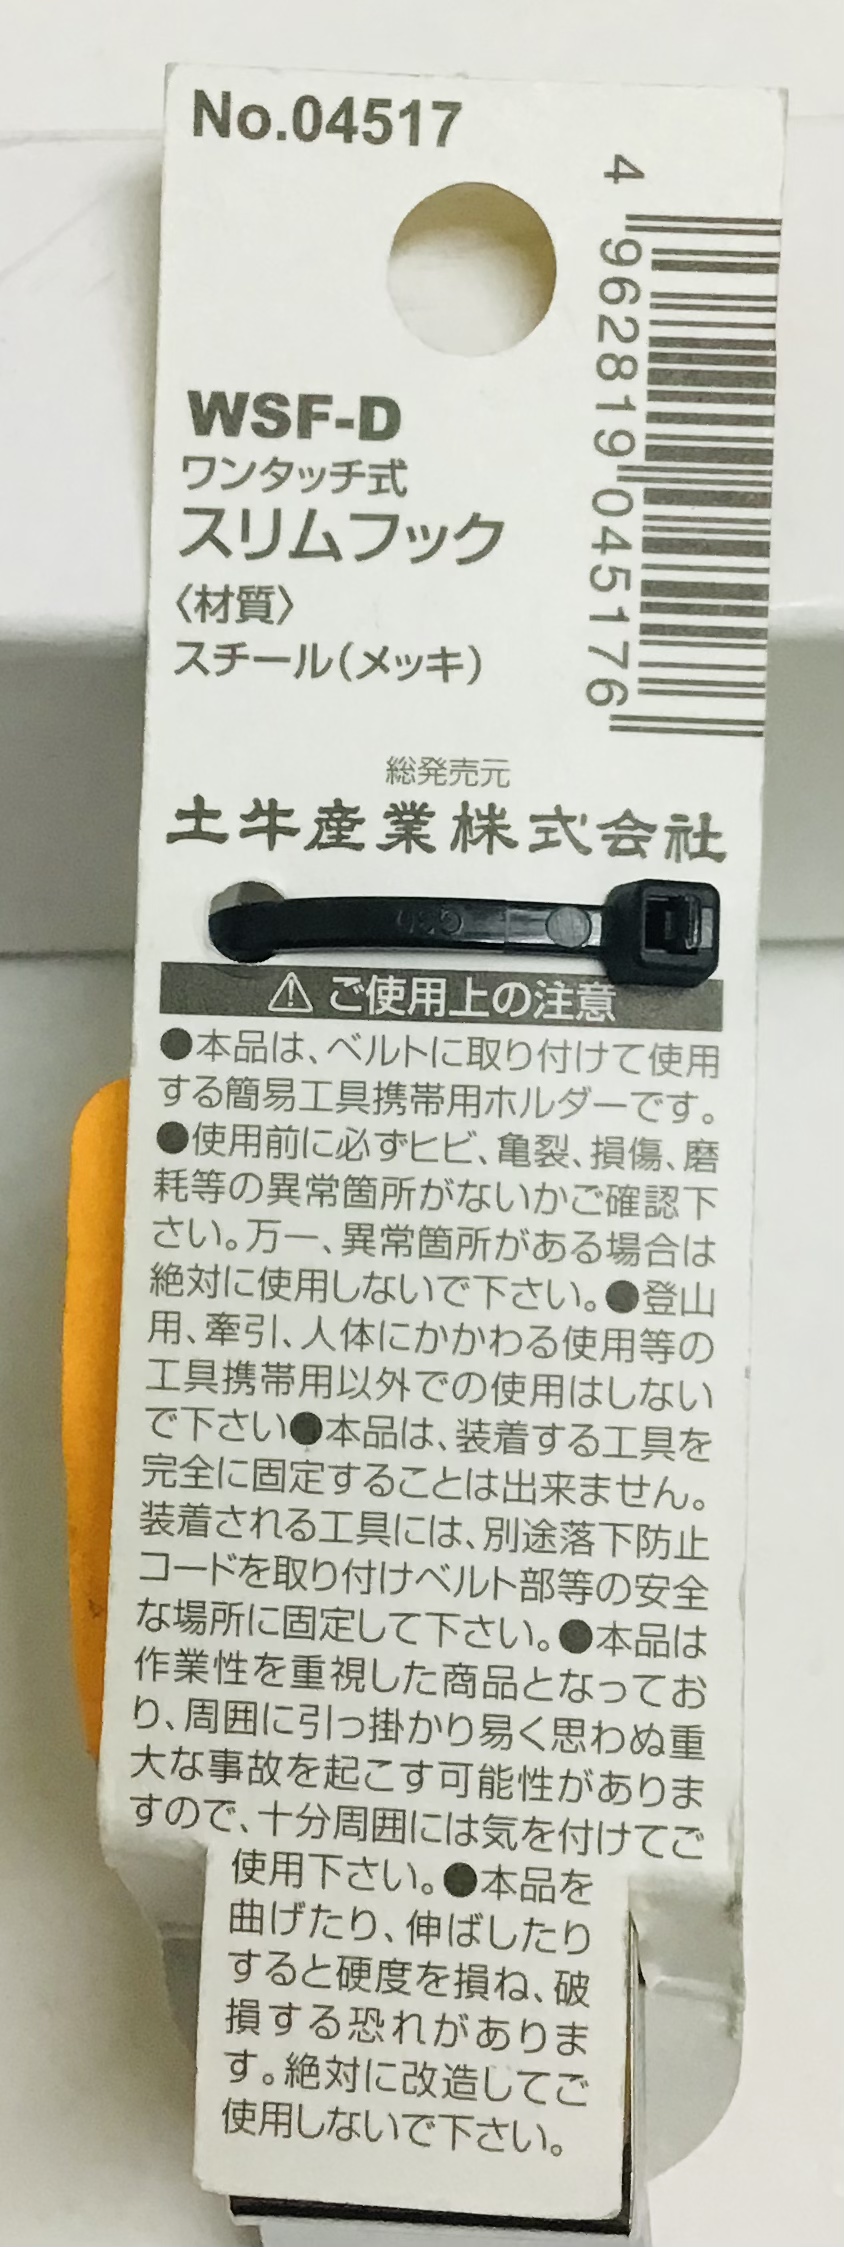 No.04517
4 962819 045176
WSF-D
ワンタッチ式
スリムフック
〈材質〉
スチール(メッキ)
総発売元
土牛産業株式会社
⚠ご使用上の注意
●本品は、ベルトに取り付けて使用
する簡易工具携帯用ホルダーです。
●使用前に必ずヒビ、亀裂、損傷、磨
耗等の異常箇所がないかご確認下
さい。万一、異常箇所がある場合は
絶対に使用しないで下さい。●登山
用、牽引、人体にかかわる使用等の
工具携帯用以外での使用はしない
で下さい●本品は、装着する工具を
完全に固定することは出来ません。
装着される工具には、別途落下防止
コードを取り付けベルト部等の安全
な場所に固定して下さい。●本品は
作業性を重視した商品となってお
り、周囲に引っ掛かり易く思わぬ重
大な事故を起こす可能性がありま
すので、十分周囲には気を付けてご
使用下さい。●本品を
曲げたり、伸ばしたり
すると硬度を損ね、破
損する恐れがありま
す。絶対に改造してご
使用しないで下さい。